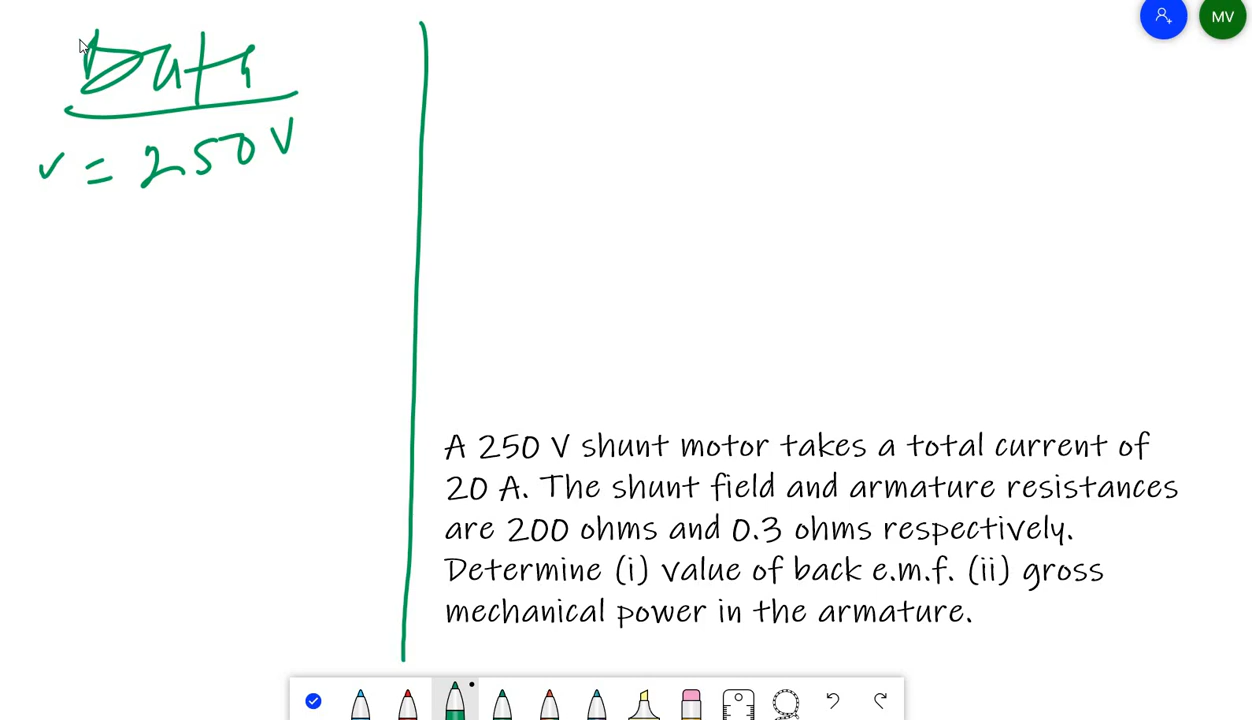 MV
Data
V = 250 V
A 250 V shunt motor takes a total current of
20 A. The shunt field and armature resistances
are 200 ohms and 0.3 ohms respectively.
Determine (i) value of back e.m.f. (ii) gross
mechanical power in the armature.